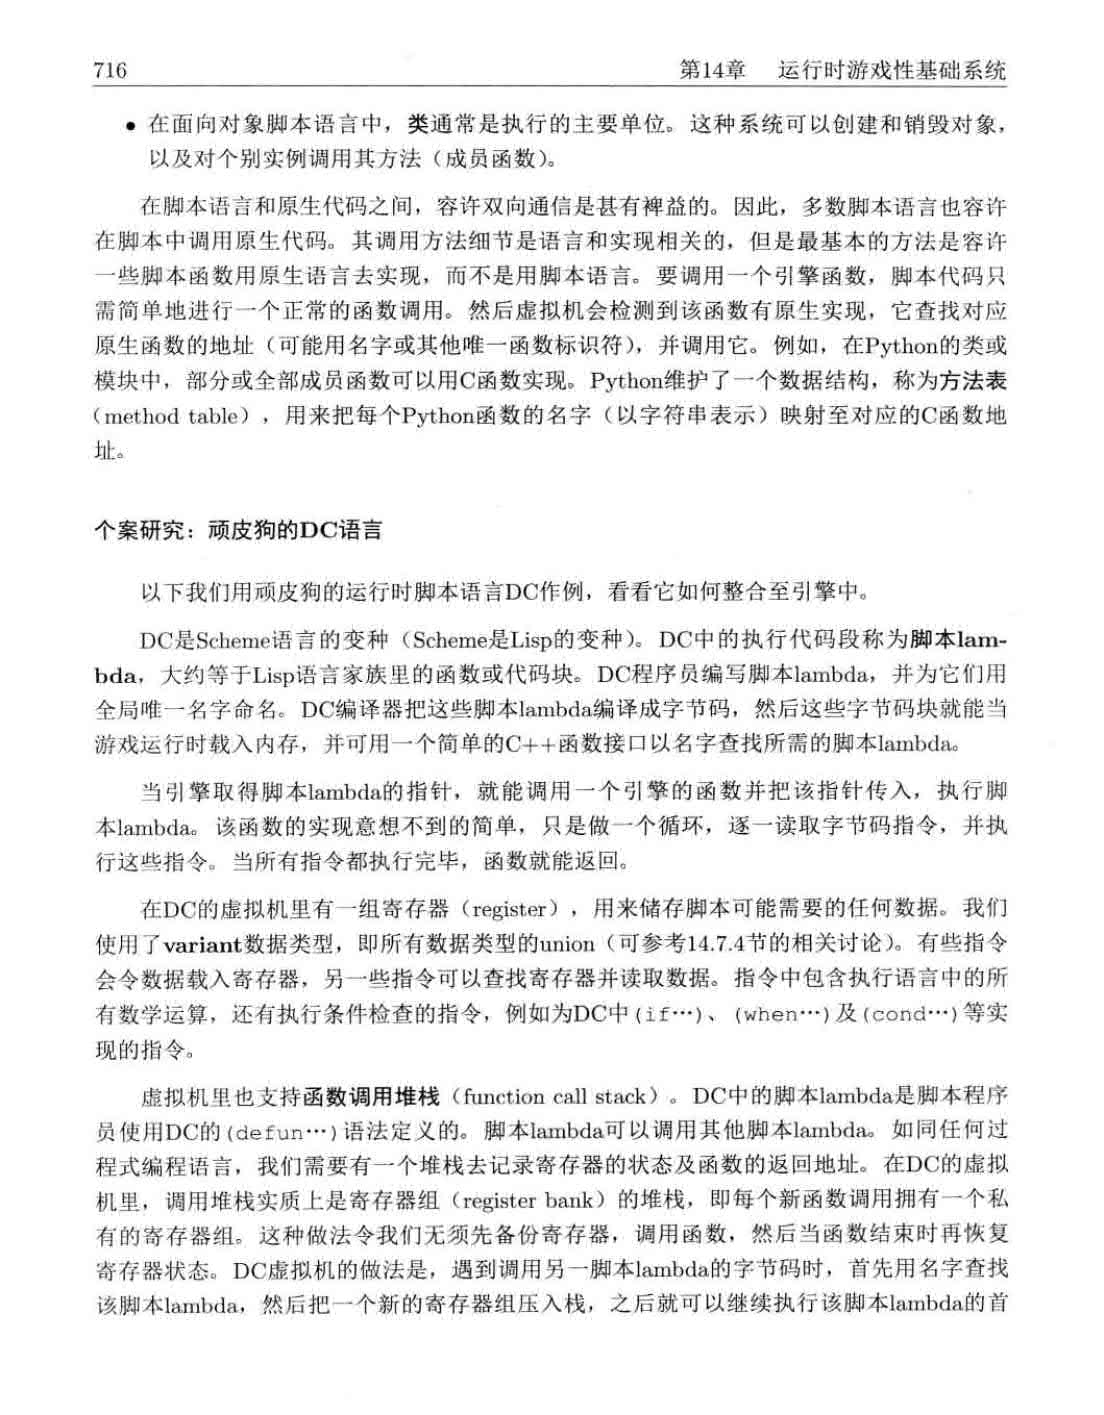 716 第14章 运行时游戏性基础系统
• 在面向对象脚本语言中，类通常是执行的主要单位。这种系统可以创建和销毁对象，
以及对个别实例调用其方法（成员函数）。
在脚本语言和原生代码之间，容许双向通信是甚有裨益的。因此，多数脚本语言也容许
在脚本中调用原生代码。其调用方法细节是语言和实现相关的，但是最基本的方法是容许
一些脚本函数用原生语言去实现，而不是用脚本语言。要调用一个引擎函数，脚本代码只
需简单地进行一个正常的函数调用。然后虚拟机会检测到该函数有原生实现，它查找对应
原生函数的地址（可能用名字或其他唯一函数标识符），并调用它。例如，在Python的类或
模块中，部分或全部成员函数可以用C函数实现。Python维护了一个数据结构，称为方法表
（method table），用来把每个Python函数的名字（以字符串表示）映射至对应的C函数地
址。
个案研究：顽皮狗的DC语言
以下我们用顽皮狗的运行时脚本语言DC作例，看看它如何整合至引擎中。
DC是Scheme语言的变种（Scheme是Lisp的变种）。DC中的执行代码段称为脚本lam-
bda，大约等于Lisp语言家族里的函数或代码块。DC程序员编写脚本lambda，并为它们用
全局唯一名字命名。DC编译器把这些脚本lambda编译成字节码，然后这些字节码块就能当
游戏运行时载入内存，并可用一个简单的C++函数接口以名字查找所需的脚本lambda。
当引擎取得脚本lambda的指针，就能调用一个引擎的函数并把该指针传入，执行脚
本lambda。该函数的实现意想不到的简单，只是做一个循环，逐一读取字节码指令，并执
行这些指令。当所有指令都执行完毕，函数就能返回。
在DC的虚拟机里有一组寄存器（register），用来储存脚本可能需要的任何数据。我们
使用了variant数据类型，即所有数据类型的union（可参考14.7.4节的相关讨论）。有些指令
会令数据载入寄存器，另一些指令可以查找寄存器并读取数据。指令中包含执行语言中的所
有数学运算，还有执行条件检查的指令，例如为DC中(if…)、(when…)及(cond…)等实
现的指令。
虚拟机里也支持函数调用堆栈（function call stack）。DC中的脚本lambda是脚本程序
员使用DC的(defun…)语法定义的。脚本lambda可以调用其他脚本lambda。如同任何过
程式编程语言，我们需要有一个堆栈去记录寄存器的状态及函数的返回地址。在DC的虚拟
机里，调用堆栈实质上是寄存器组（register bank）的堆栈，即每个新函数调用拥有一个私
有的寄存器组。这种做法令我们无须先备份寄存器，调用函数，然后当函数结束时再恢复
寄存器状态。DC虚拟机的做法是，遇到调用另一脚本lambda的字节码时，首先用名字查找
该脚本lambda，然后把一个新的寄存器组压入栈，之后就可以继续执行该脚本lambda的首